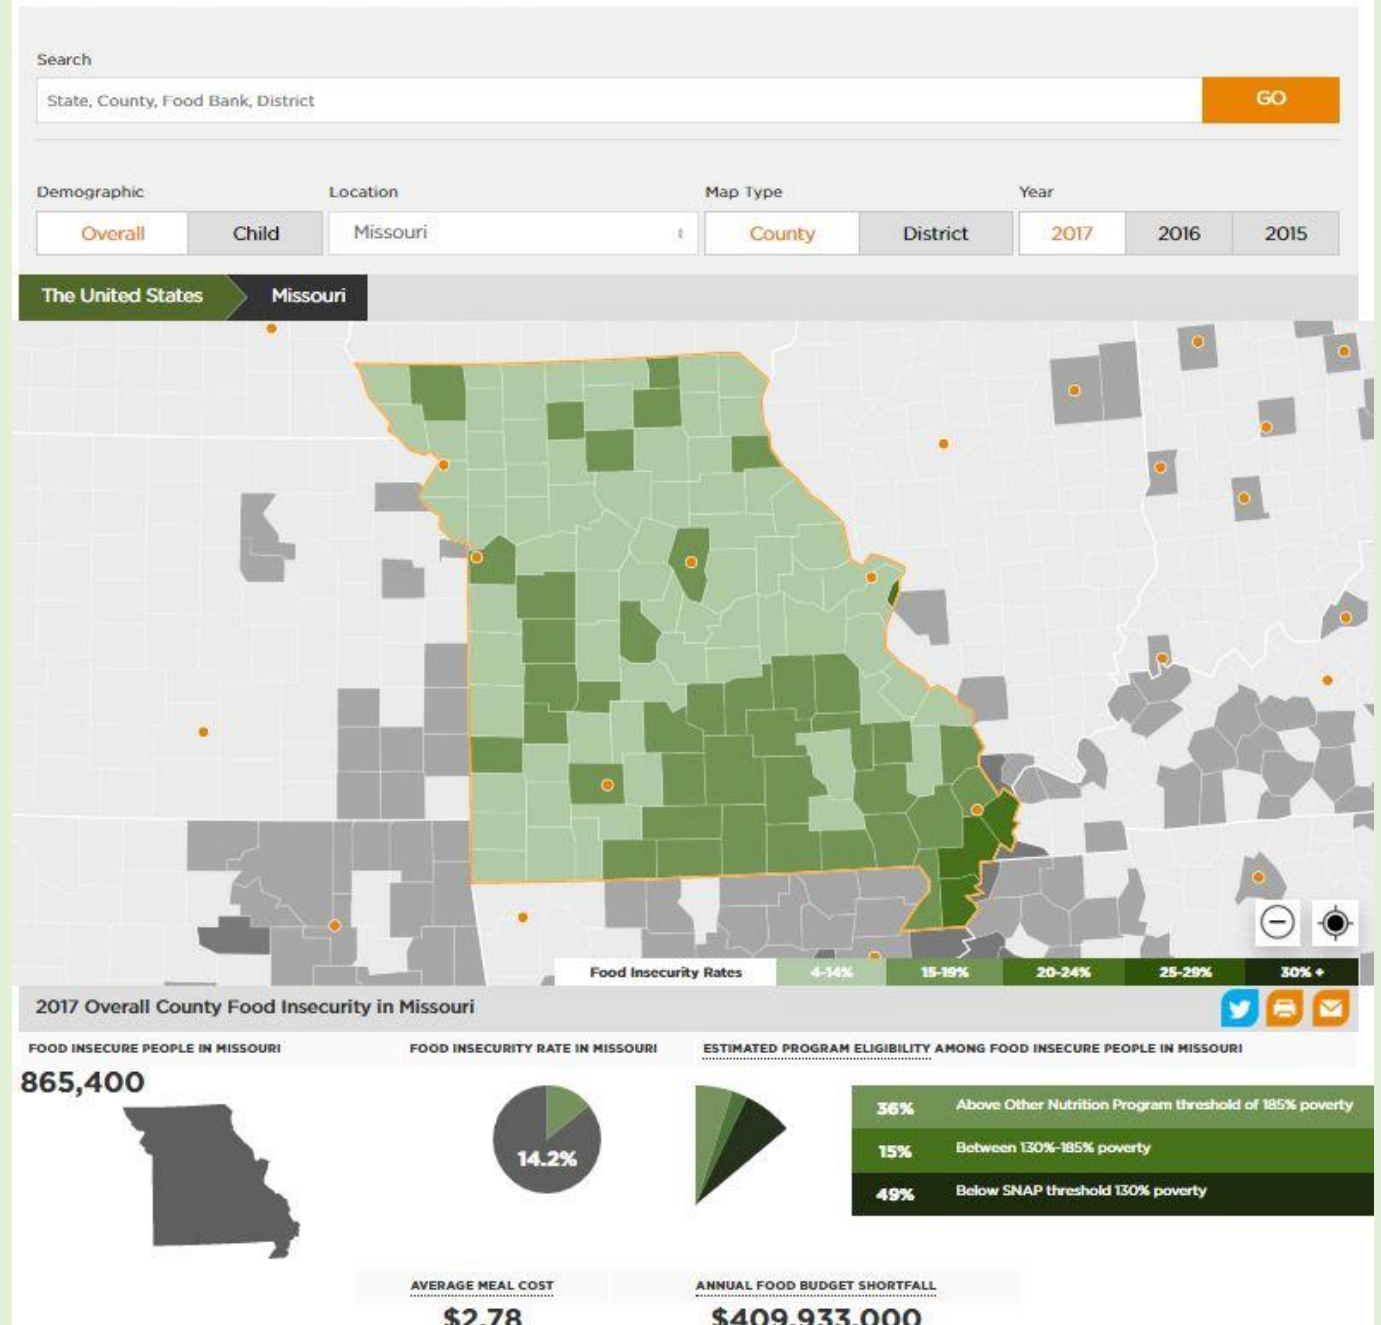 Search
State, County, Food Bank, District
GO
Demographic
Location
Map Type
Year
Overall
Child
Missouri
County
District
2017
2016
2015
The United States
Missouri
Food Insecurity Rates
4-14%
15-19%
20-24%
25-29%
30% +
2017 Overall County Food Insecurity in Missouri
FOOD INSECURE PEOPLE IN MISSOURI
865,400
FOOD INSECURITY RATE IN MISSOURI
14.2%
ESTIMATED PROGRAM ELIGIBILITY AMONG FOOD INSECURE PEOPLE IN MISSOURI
36% Above Other Nutrition Program threshold of 185% poverty
15% Between 130%-185% poverty
49% Below SNAP threshold 130% poverty
AVERAGE MEAL COST
$2.78
ANNUAL FOOD BUDGET SHORTFALL
$409,933,000